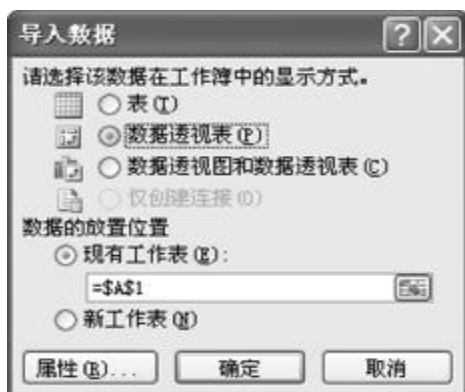 导入数据
请选择该数据在工作簿中的显示方式。
表(T)
数据透视表(P)
数据透视图和数据透视表(C)
仅创建连接(O)
数据的放置位置
现有工作表(E):
=$A$1
新工作表(N)
属性(R)... 确定 取消